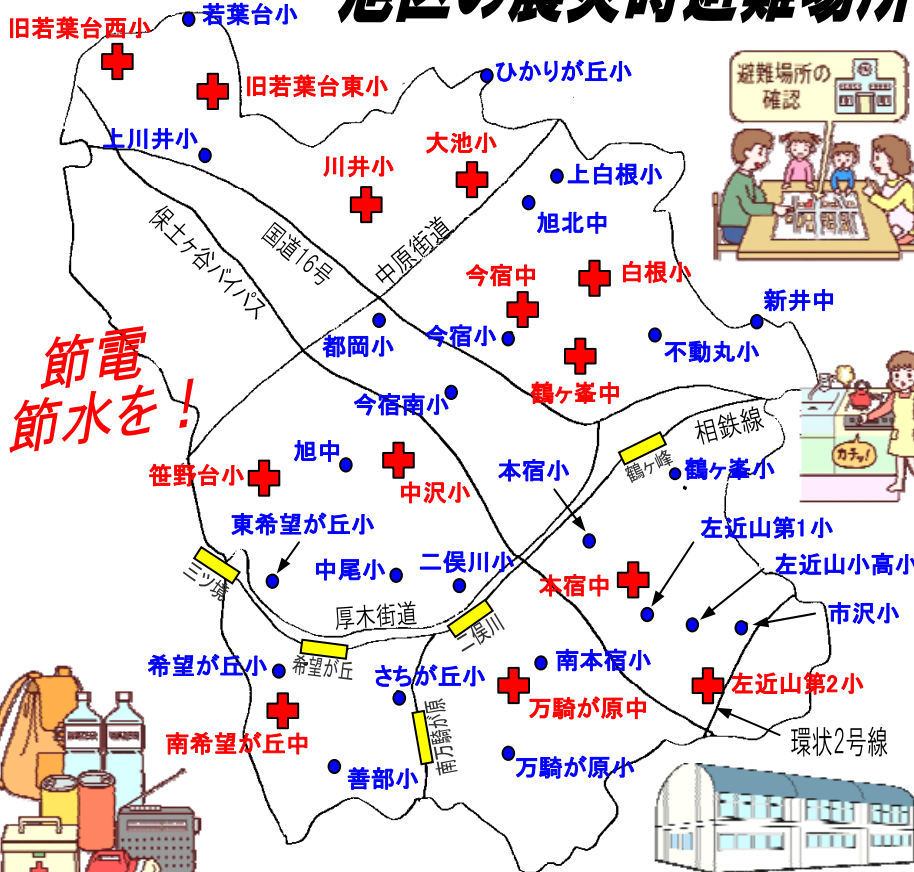 旭区の震災時避難場所
旧若葉台西小
若葉台小
旧若葉台東小
ひかりが丘小
避難場所の
確認
上川井小
川井小
大池小
上白根小
旭北中
保土ヶ谷バイパス
国道16号
中原街道
今宿中
白根小
新井中
都岡小
今宿小
不動丸小
節電
節水を!
今宿南小
鶴ヶ峯中
相鉄線
カチッ!
笹野台小
旭中
中沢小
本宿小
鶴ヶ峰
鶴ヶ峯小
東希望が丘小
左近山第1小
三ツ境
中尾小
二俣川小
本宿中
左近山小高小
厚木街道
市沢小
二俣川
希望が丘小
希望が丘
さちが丘小
南本宿小
万騎が原中
左近山第2小
南希望が丘中
南万騎が原
環状2号線
善部小
万騎が原小